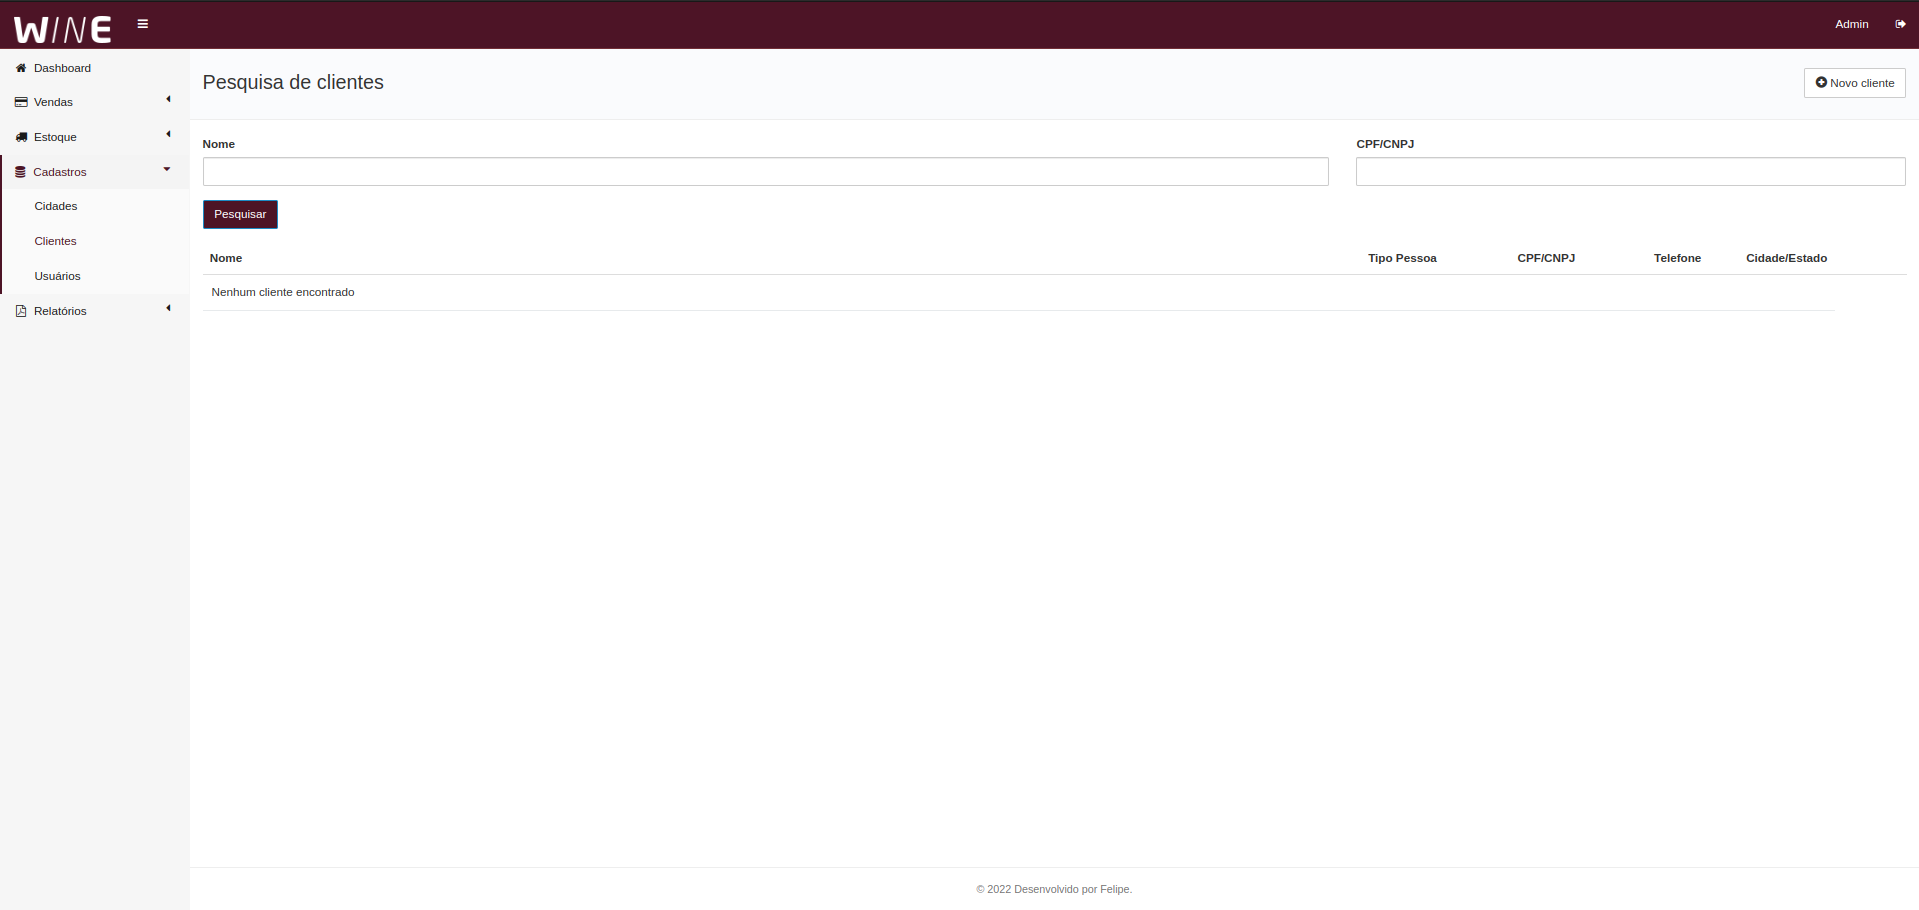 WINE
Admin
Dashboard
Vendas
Estoque
Cadastros
Cidades
Clientes
Usuários
Relatórios
Pesquisa de clientes
Novo cliente
Nome CPF/CNPJ
Pesquisar
Nome Tipo Pessoa CPF/CNPJ Telefone Cidade/Estado
Nenhum cliente encontrado
© 2022 Desenvolvido por Felipe.